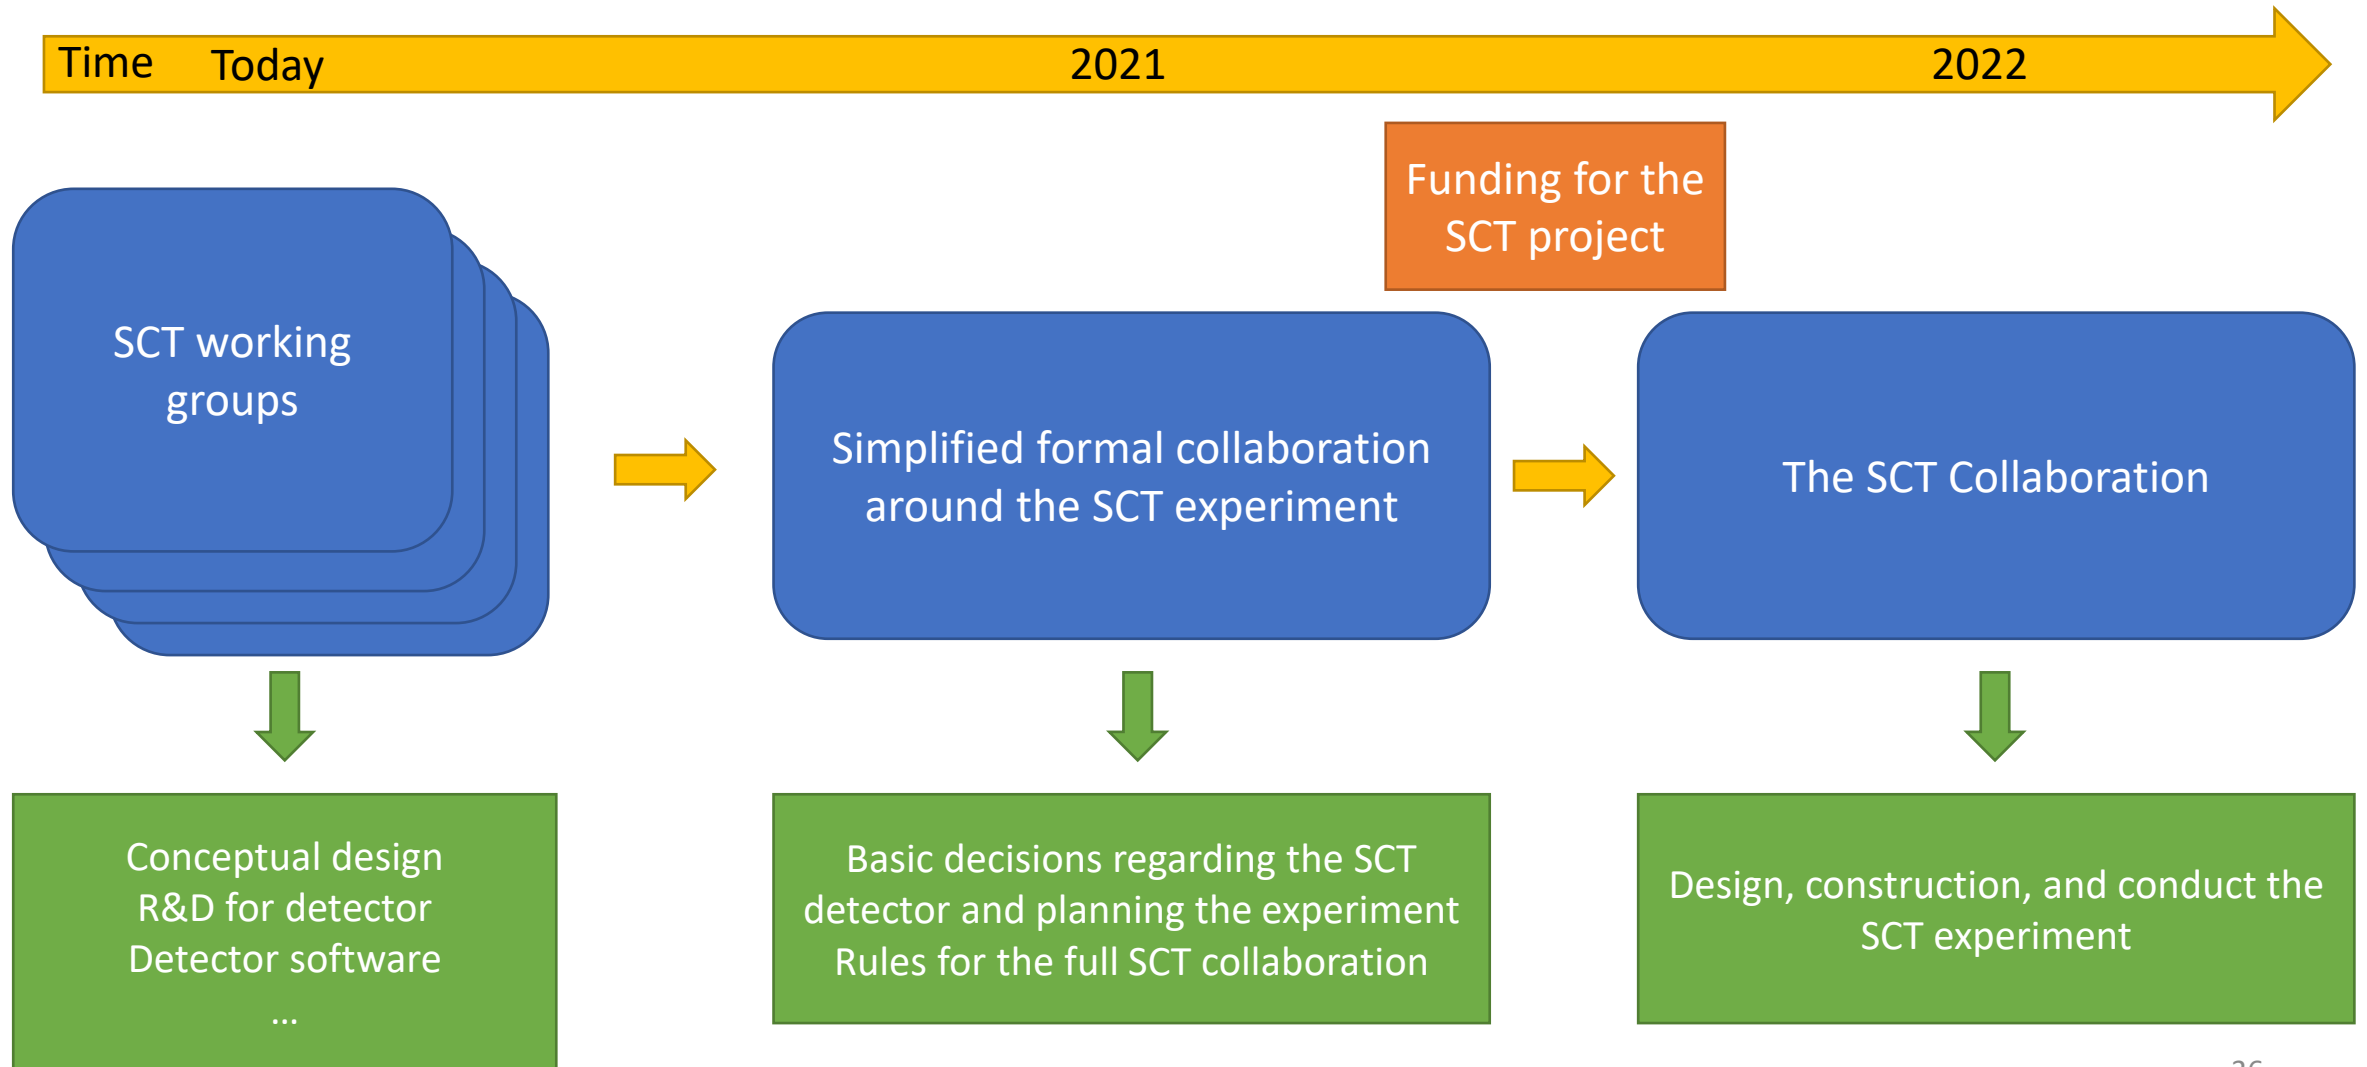 Time Today 2021 2022
Funding for the
SCT project
SCT working
groups
Simplified formal collaboration
around the SCT experiment
The SCT Collaboration
Conceptual design
R&D for detector
Detector software
...
Basic decisions regarding the SCT
detector and planning the experiment
Rules for the full SCT collaboration
Design, construction, and conduct the
SCT experiment